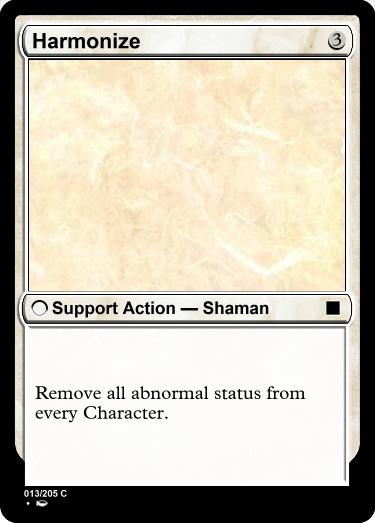 Harmonize 3
Support Action — Shaman
Remove all abnormal status from
every Character.
013/205 C